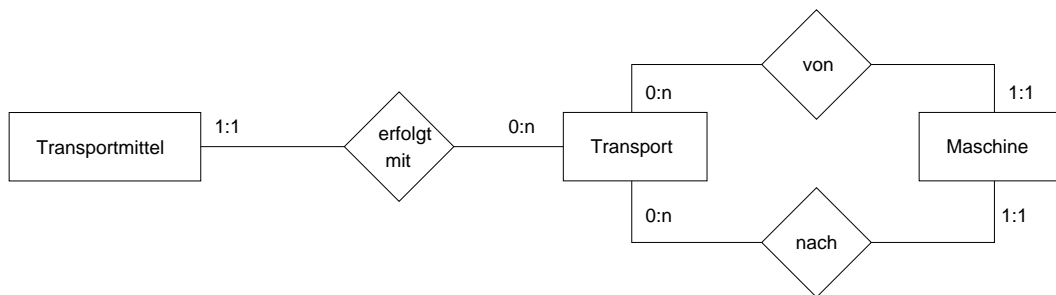 von
0:n
1:1
Transportmittel
1:1
erfolgt
mit
0:n
Transport
Maschine
0:n
1:1
nach